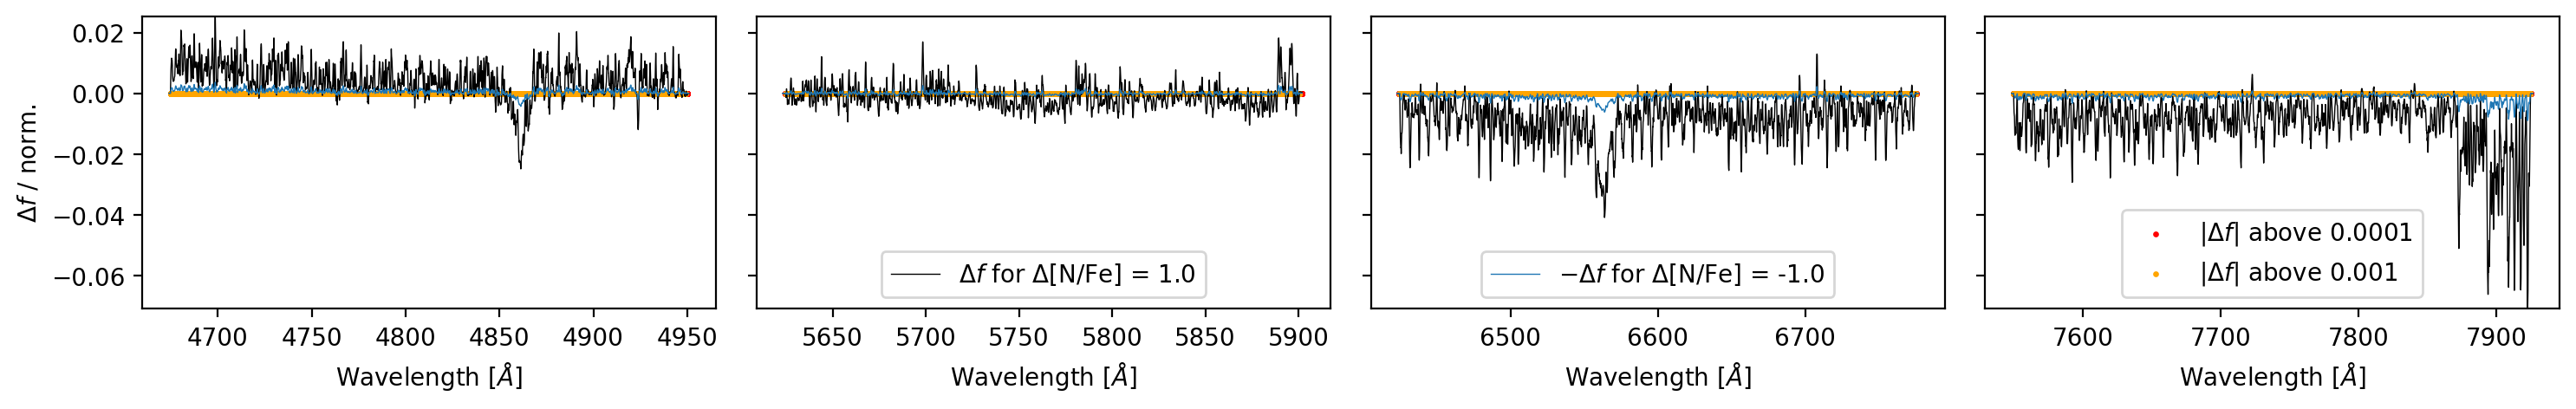 Δf / norm.
0.02
0.00
−0.02
−0.04
−0.06
4700 4750 4800 4850 4900 4950
Wavelength [Å]
Δf for Δ[N/Fe] = 1.0
5650 5700 5750 5800 5850 5900
Wavelength [Å]
−Δf for Δ[N/Fe] = -1.0
6500 6600 6700
Wavelength [Å]
|Δf| above 0.0001
|Δf| above 0.001
7600 7700 7800 7900
Wavelength [Å]